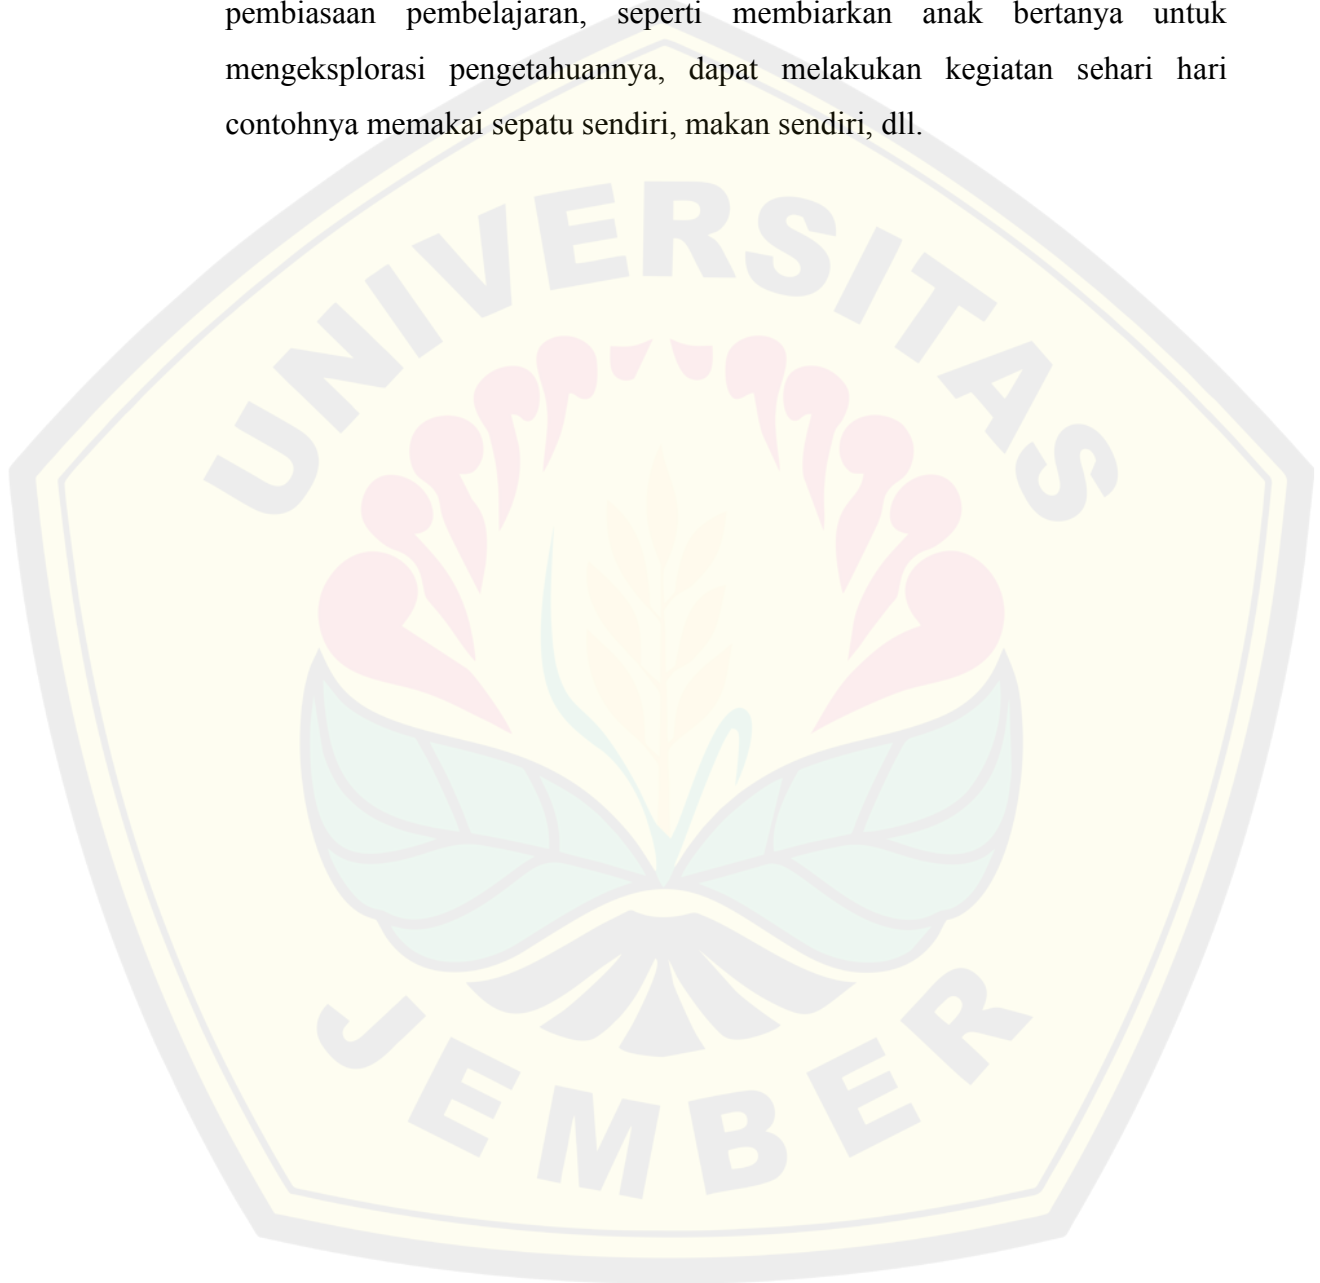 pembiasaan pembelajaran, seperti membiarkan anak bertanya untuk
mengeksplorasi pengetahuannya, dapat melakukan kegiatan sehari hari
contohnya memakai sepatu sendiri, makan sendiri, dll.
UNIVERSITAS
JEMBER